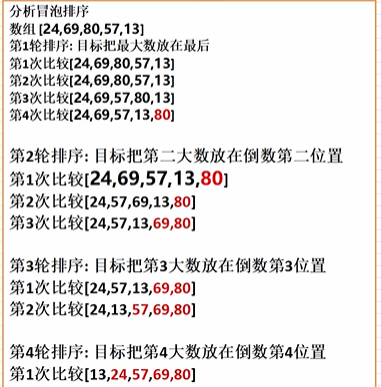 分析冒泡排序
数组 [24,69,80,57,13]
第1轮排序: 目标把最大数放在最后
第1次比较[24,69,80,57,13]
第2次比较[24,69,80,57,13]
第3次比较[24,69,57,80,13]
第4次比较[24,69,57,13,80]
第2轮排序: 目标把第二大数放在倒数第二位置
第1次比较[24,69,57,13,80]
第2次比较[24,57,69,13,80]
第3次比较[24,57,13,69,80]
第3轮排序: 目标把第3大数放在倒数第3位置
第1次比较[24,57,13,69,80]
第2次比较[24,13,57,69,80]
第4轮排序: 目标把第4大数放在倒数第4位置
第1次比较[13,24,57,69,80]